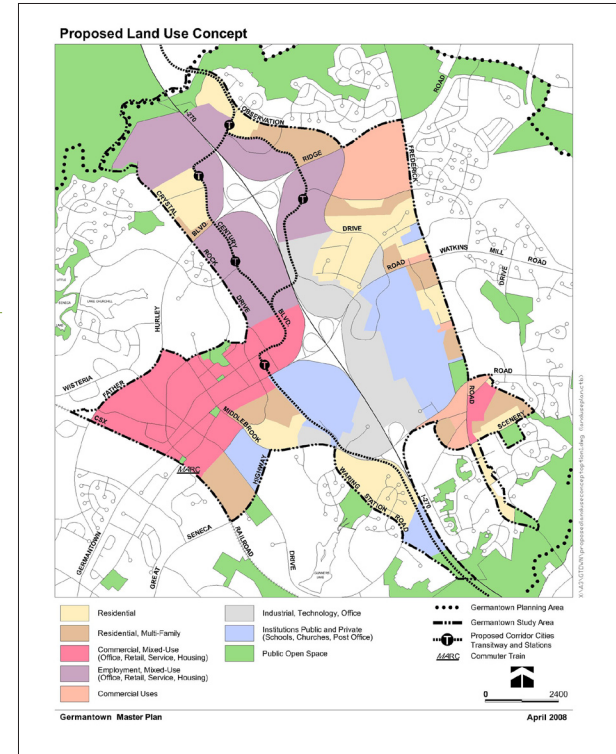 Proposed Land Use Concept
ROAD
I-270
OBSERVATION
FREDERICK
RIDGE
CRYSTAL
BLVD.
CENTURY
DRIVE
ROCK
WATKINS
MILL
ROAD
ROAD
DRIVE
HURLEY
DRIVE
BLVD.
WISTERIA
FATHER
ROAD
ROAD
CSX
MIDDLEBROOK
SCENERY
MARC
HIGHWAY
WARING
STATION
ROAD
I-270
GERMANTOWN
SENECA
GREAT
RAILROAD
DRIVE
T
T
T
T
T
Residential
Residential, Multi-Family
Commercial, Mixed-Use
(Office, Retail, Service, Housing)
Employment, Mixed-Use
(Office, Retail, Service, Housing)
Commercial Uses
Industrial, Technology, Office
Institutions Public and Private
(Schools, Churches, Post Office)
Public Open Space
Germantown Planning Area
Germantown Study Area
T
Proposed Corridor Cities
Transitway and Stations
MARC Commuter Train
0 2400
Germantown Master Plan
April 2008